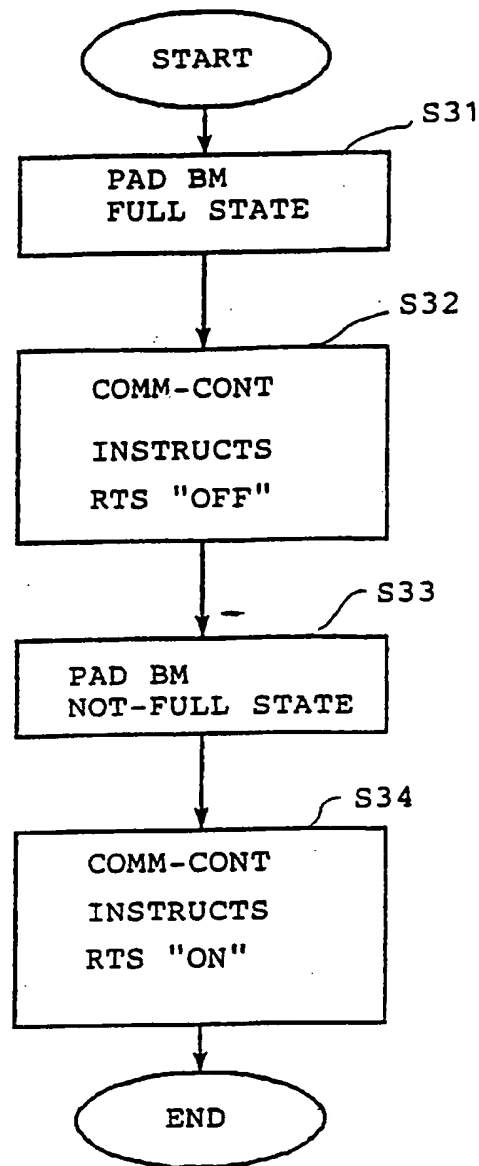 START
S31
PAD BM
FULL STATE
S32
COMM-CONT
INSTRUCTS
RTS "OFF"
S33
PAD BM
NOT-FULL STATE
S34
COMM-CONT
INSTRUCTS
RTS "ON"
END